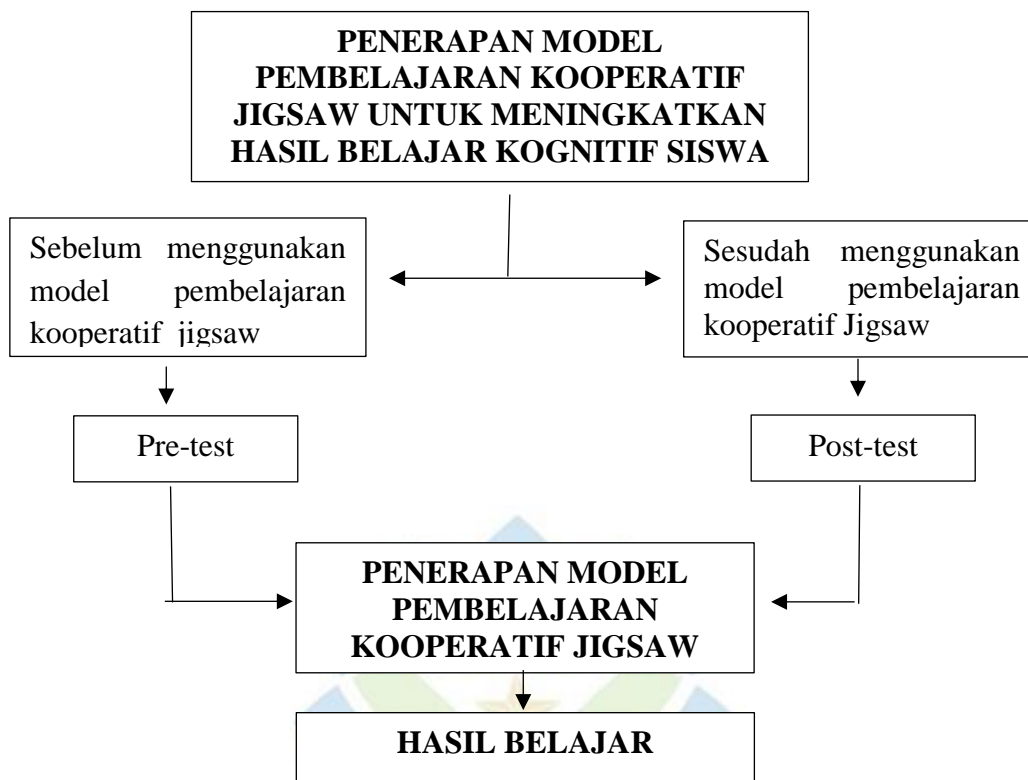 PENERAPAN MODEL
PEMBELAJARAN KOOPERATIF
JIGSAW UNTUK MENINGKATKAN
HASIL BELAJAR KOGNITIF SISWA
Sebelum menggunakan
model pembelajaran
kooperatif jigsaw
Sesudah menggunakan
model pembelajaran
kooperatif Jigsaw
Pre-test
Post-test
PENERAPAN MODEL
PEMBELAJARAN
KOOPERATIF JIGSAW
HASIL BELAJAR